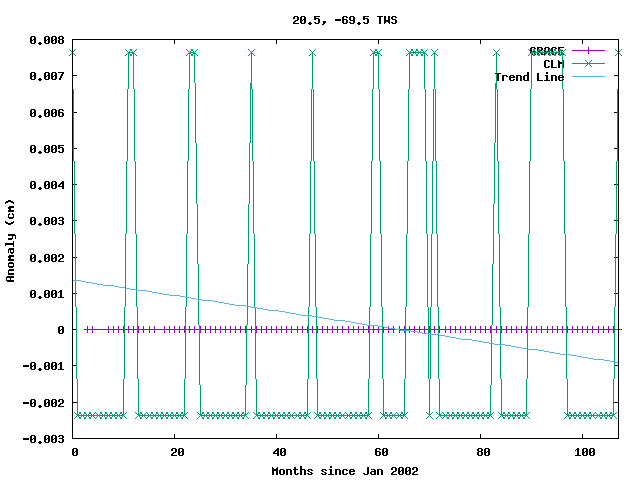 20.5, -69.5 TWS
0.008
0.007
0.006
0.005
0.004
0.003
0.002
0.001
0
-0.001
-0.002
-0.003
Anomaly (cm)
GRACE
CLM
Trend Line
0 20 40 60 80 100
Months since Jan 2002